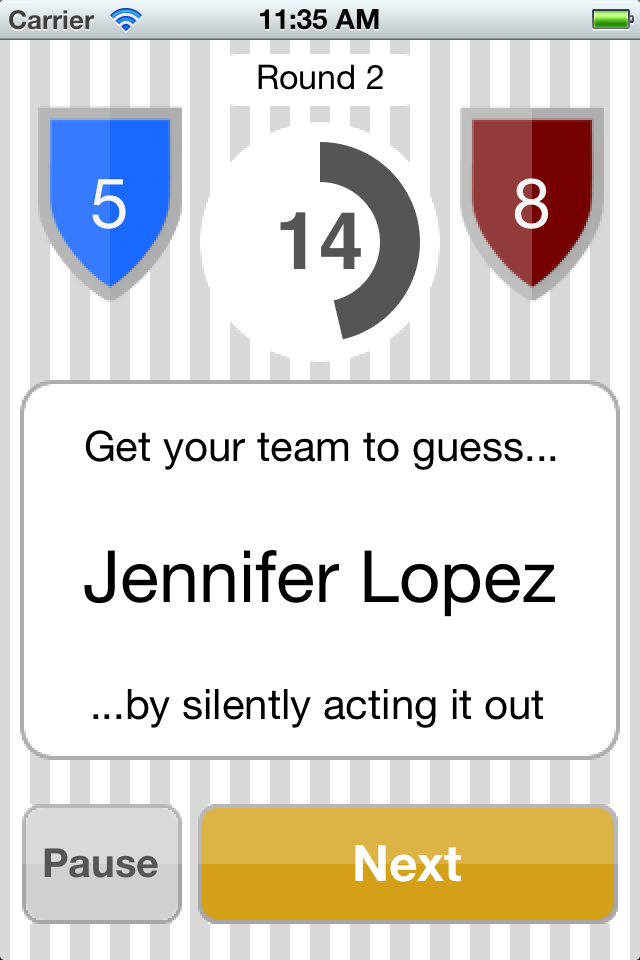 Carrier 11:35 AM
Round 2
5 14 8
Get your team to guess...
Jennifer Lopez
...by silently acting it out
Pause Next